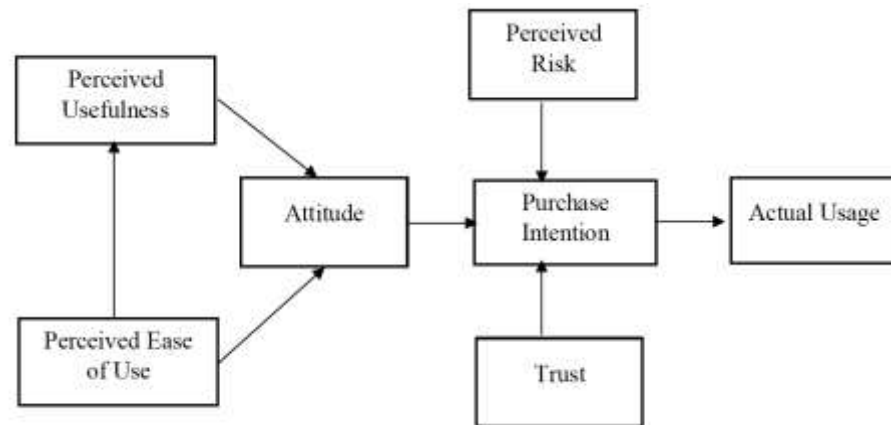 Perceived
Risk
Perceived
Usefulness
Attitude
Purchase
Intention
Actual Usage
Perceived Ease
of Use
Trust